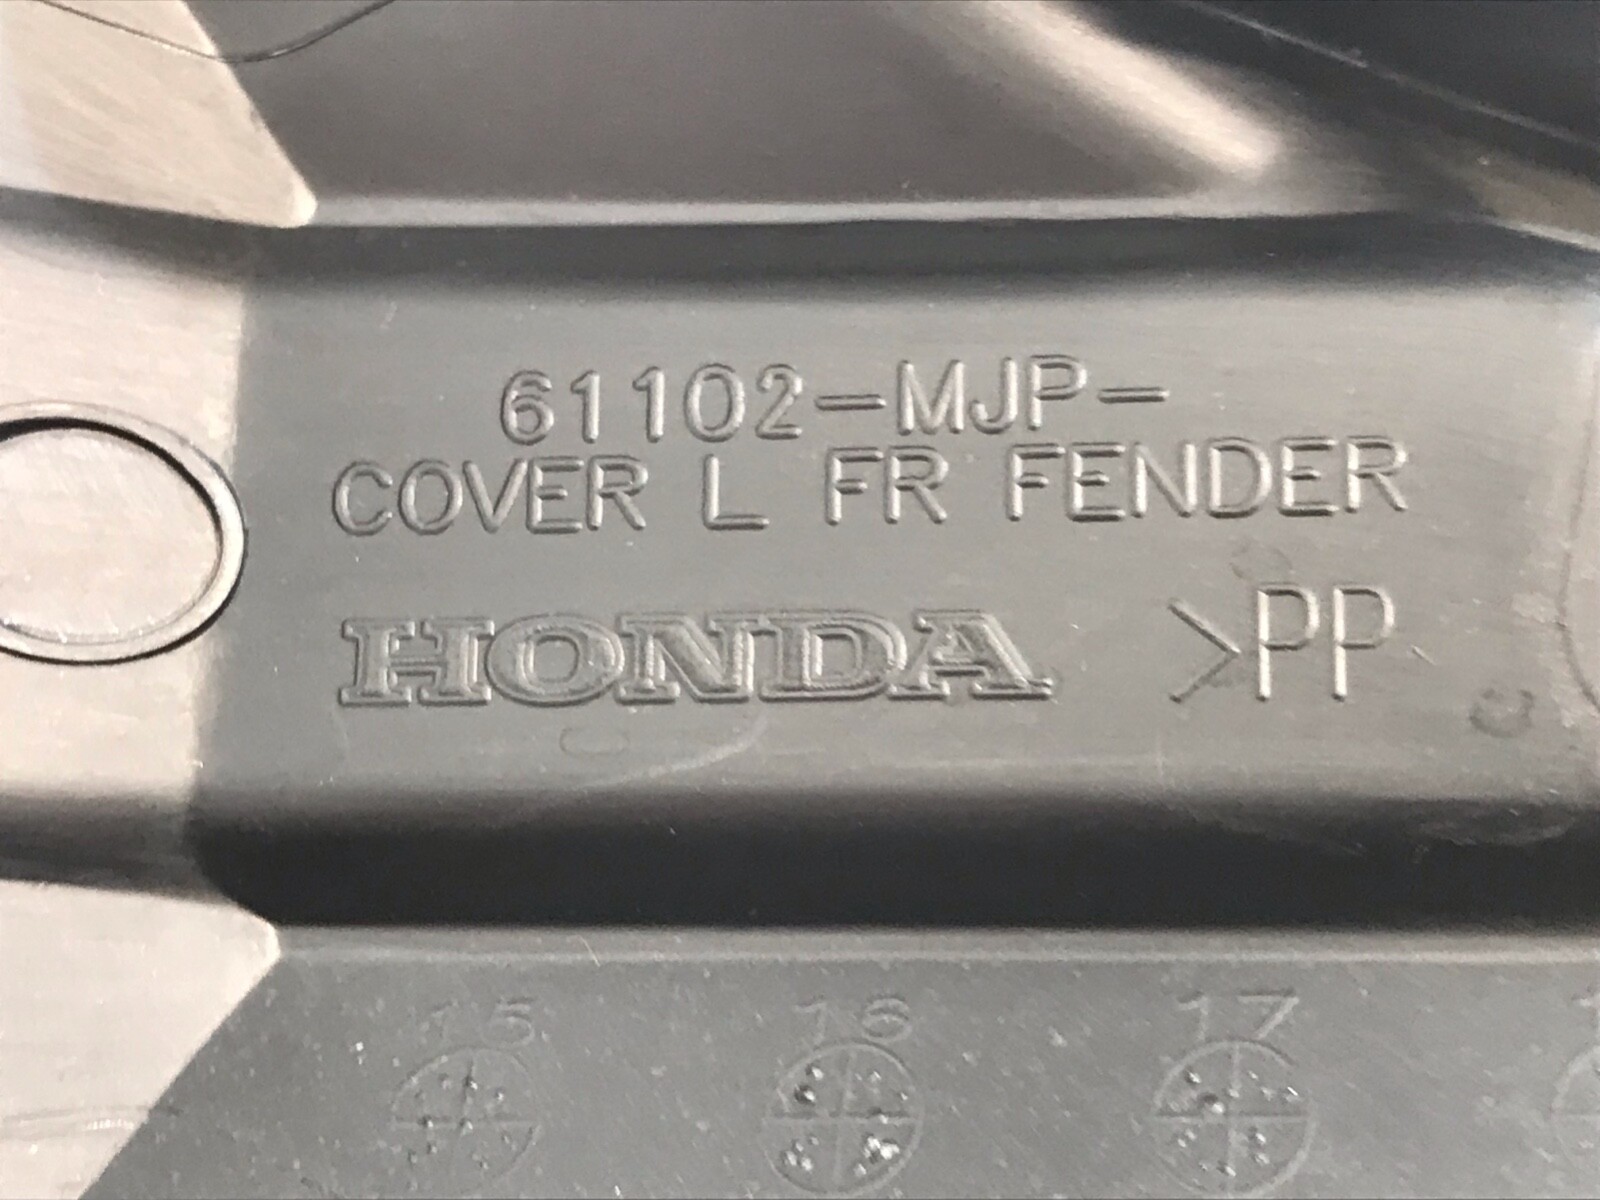 61102-MJP-
COVER L FR FENDER
HONDA >PP
15 16 17